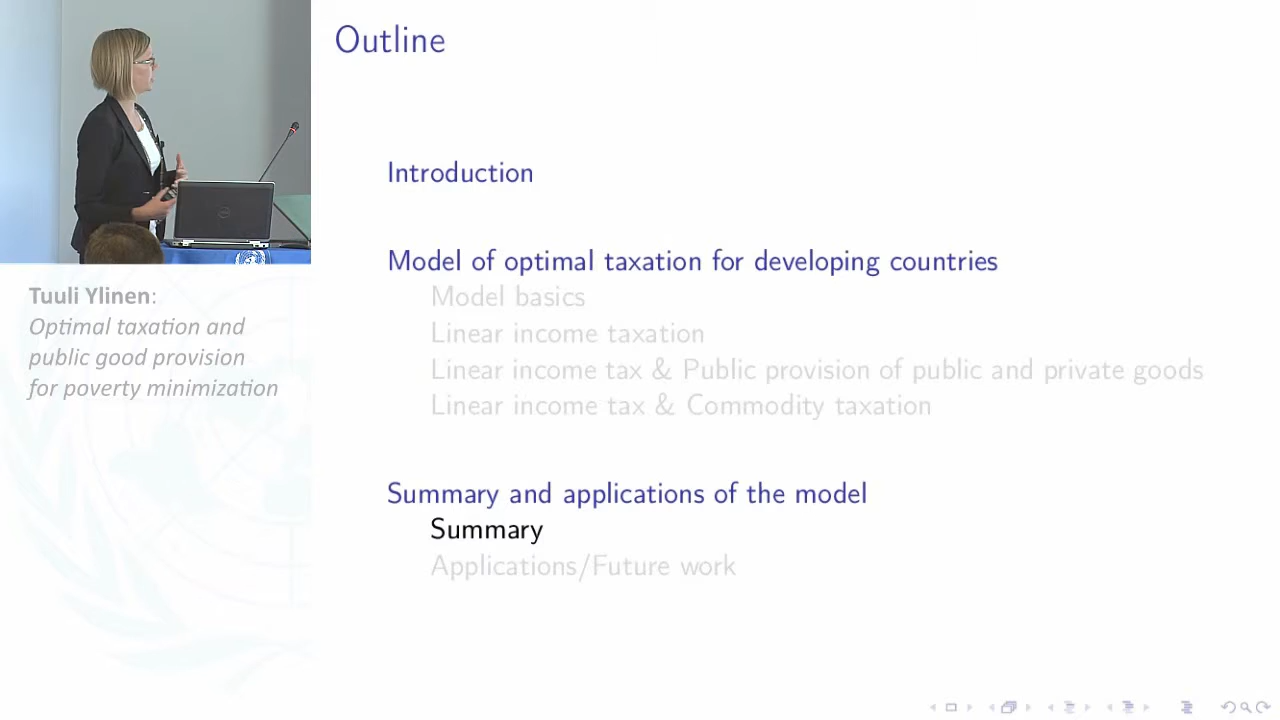 Outline
Introduction
Model of optimal taxation for developing countries
Model basics
Linear income taxation
Linear income tax & Public provision of public and private goods
Linear income tax & Commodity taxation
Summary and applications of the model
Summary
Applications/Future work
Tuuli Ylinen:
Optimal taxation and
public good provision
for poverty minimization